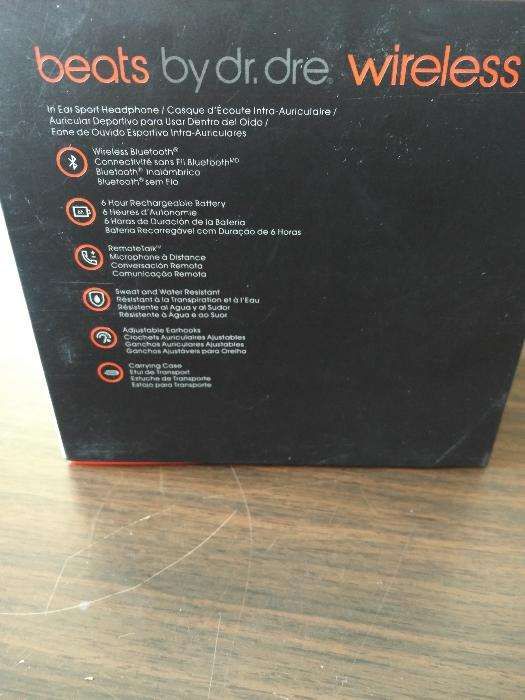 beats by dr. dre wireless
In Ear Sport Headphone / Casque d'Écoute Intra-Auriculaire /
Auricular Deportivo para Usar Dentro del Oído /
Fone de Ouvido Esportivo Intra-Auriculares
Wireless Bluetooth®
Connectivité sans Fil Bluetooth MD
Bluetooth® Inalámbrico
Bluetooth® sem Fio
6 Hour Rechargeable Battery
6 Heures d'Autonomie
6 Horas de Duración de la Batería
Bateria Recarregável com Duração de 6 Horas
RemoteTalk™
Microphone à Distance
Conversación Remota
Comunicação Remota
Sweat and Water Resistant
Résistant à la Transpiration et à l'Eau
Résistente al Agua y al Sudor
Résistente à Água e ao Suor
Adjustable Earhooks
Crochets Auriculaires Ajustables
Ganchos Auriculares Ajustables
Ganchos Ajustáveis para Orelha
Carrying Case
Étui de Transport
Estuche de Transporte
Estojo para Transporte